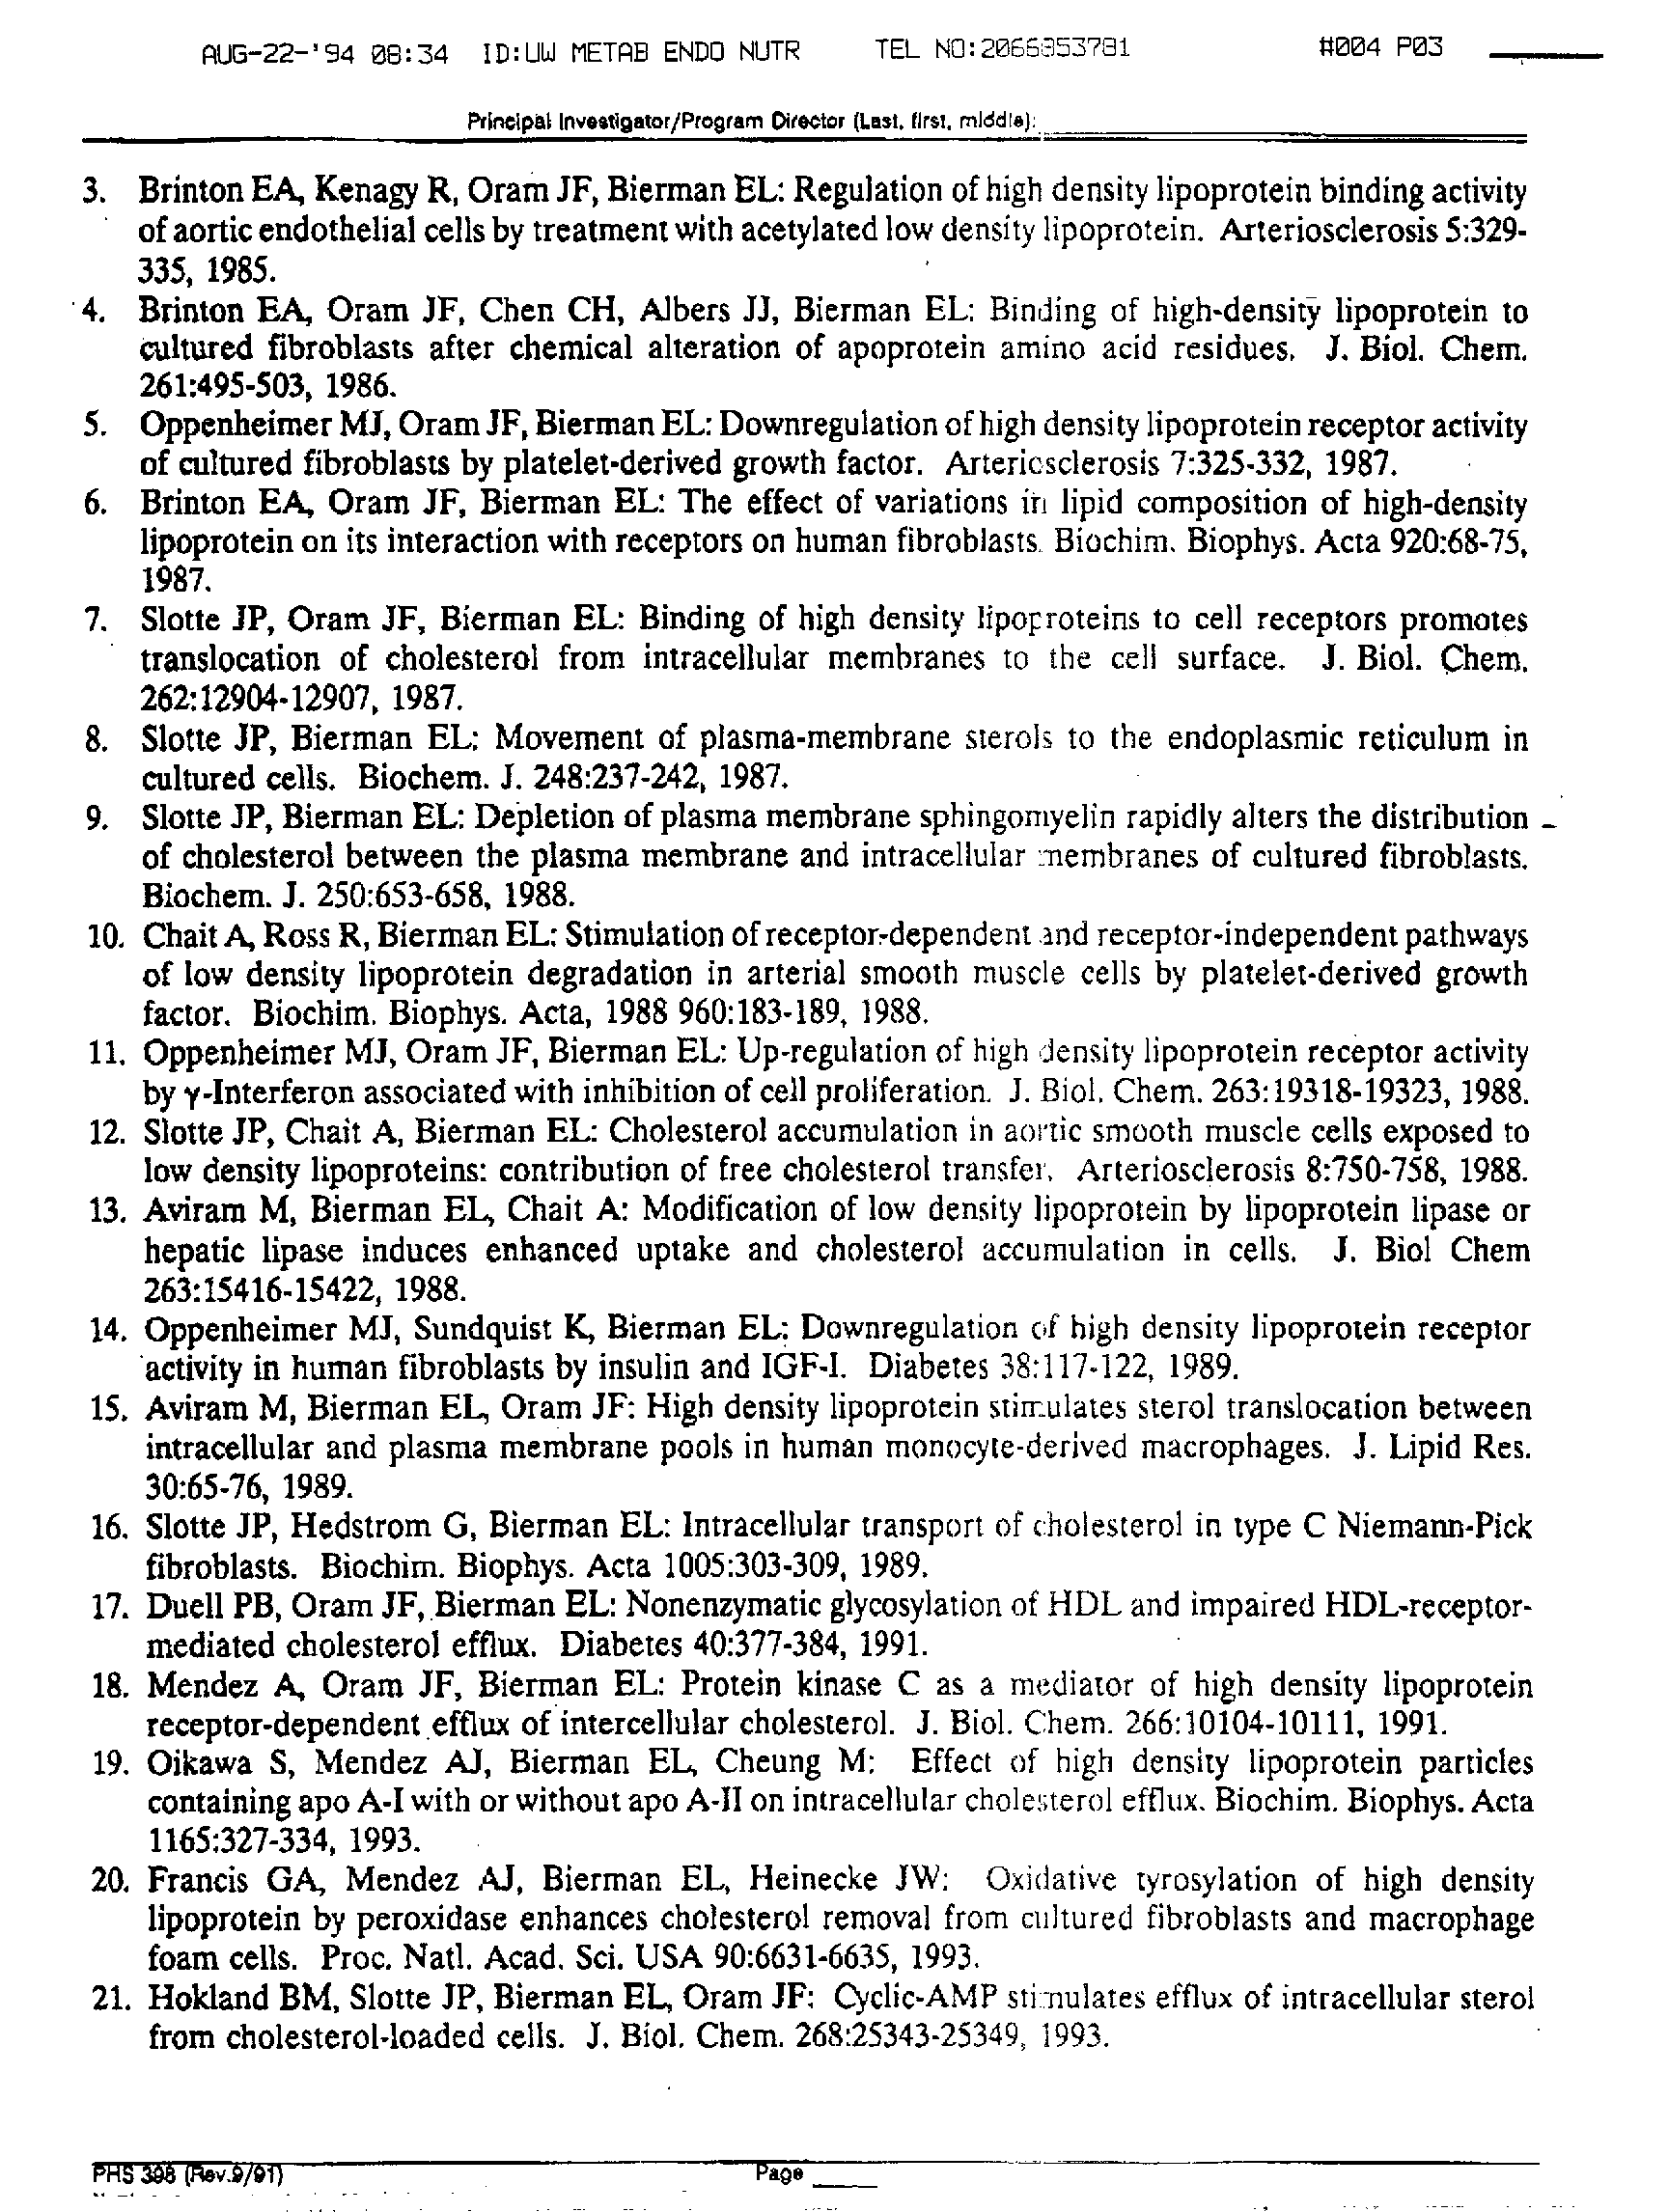 AUG-22-'94 08:34 ID:UW METAB ENDO NUTR TEL NO:2066853781 #004 P03
Principal Investigator/Program Director (Last, first, middle):
3. Brinton EA, Kenagy R, Oram JF, Bierman EL: Regulation of high density lipoprotein binding activity
of aortic endothelial cells by treatment with acetylated low density lipoprotein. Arteriosclerosis 5:329-
335, 1985.
4. Brinton EA, Oram JF, Chen CH, Albers JJ, Bierman EL: Binding of high-density lipoprotein to
cultured fibroblasts after chemical alteration of apoprotein amino acid residues. J. Biol. Chem.
261:495-503, 1986.
5. Oppenheimer MJ, Oram JF, Bierman EL: Downregulation of high density lipoprotein receptor activity
of cultured fibroblasts by platelet-derived growth factor. Arteriosclerosis 7:325-332, 1987.
6. Brinton EA, Oram JF, Bierman EL: The effect of variations in lipid composition of high-density
lipoprotein on its interaction with receptors on human fibroblasts. Biochim. Biophys. Acta 920:68-75,
1987.
7. Slotte JP, Oram JF, Bierman EL: Binding of high density lipoproteins to cell receptors promotes
translocation of cholesterol from intracellular membranes to the cell surface. J. Biol. Chem.
262:12904-12907, 1987.
8. Slotte JP, Bierman EL: Movement of plasma-membrane sterols to the endoplasmic reticulum in
cultured cells. Biochem. J. 248:237-242, 1987.
9. Slotte JP, Bierman EL: Depletion of plasma membrane sphingomyelin rapidly alters the distribution
of cholesterol between the plasma membrane and intracellular membranes of cultured fibroblasts.
Biochem. J. 250:653-658, 1988.
10. Chait A, Ross R, Bierman EL: Stimulation of receptor-dependent and receptor-independent pathways
of low density lipoprotein degradation in arterial smooth muscle cells by platelet-derived growth
factor. Biochim. Biophys. Acta, 1988 960:183-189, 1988.
11. Oppenheimer MJ, Oram JF, Bierman EL: Up-regulation of high density lipoprotein receptor activity
by γ-Interferon associated with inhibition of cell proliferation. J. Biol. Chem. 263:19318-19323, 1988.
12. Slotte JP, Chait A, Bierman EL: Cholesterol accumulation in aortic smooth muscle cells exposed to
low density lipoproteins: contribution of free cholesterol transfer. Arteriosclerosis 8:750-758, 1988.
13. Aviram M, Bierman EL, Chait A: Modification of low density lipoprotein by lipoprotein lipase or
hepatic lipase induces enhanced uptake and cholesterol accumulation in cells. J. Biol Chem
263:15416-15422, 1988.
14. Oppenheimer MJ, Sundquist K, Bierman EL: Downregulation of high density lipoprotein receptor
activity in human fibroblasts by insulin and IGF-I. Diabetes 38:117-122, 1989.
15. Aviram M, Bierman EL, Oram JF: High density lipoprotein stimulates sterol translocation between
intracellular and plasma membrane pools in human monocyte-derived macrophages. J. Lipid Res.
30:65-76, 1989.
16. Slotte JP, Hedstrom G, Bierman EL: Intracellular transport of cholesterol in type C Niemann-Pick
fibroblasts. Biochim. Biophys. Acta 1005:303-309, 1989.
17. Duell PB, Oram JF, Bierman EL: Nonenzymatic glycosylation of HDL and impaired HDL-receptor-
mediated cholesterol efflux. Diabetes 40:377-384, 1991.
18. Mendez A, Oram JF, Bierman EL: Protein kinase C as a mediator of high density lipoprotein
receptor-dependent efflux of intercellular cholesterol. J. Biol. Chem. 266:10104-10111, 1991.
19. Oikawa S, Mendez AJ, Bierman EL, Cheung M: Effect of high density lipoprotein particles
containing apo A-I with or without apo A-II on intracellular cholesterol efflux. Biochim. Biophys. Acta
1165:327-334, 1993.
20. Francis GA, Mendez AJ, Bierman EL, Heinecke JW: Oxidative tyrosylation of high density
lipoprotein by peroxidase enhances cholesterol removal from cultured fibroblasts and macrophage
foam cells. Proc. Natl. Acad. Sci. USA 90:6631-6635, 1993.
21. Hokland BM, Slotte JP, Bierman EL, Oram JF: Cyclic-AMP stimulates efflux of intracellular sterol
from cholesterol-loaded cells. J. Biol. Chem. 268:25343-25349, 1993.
PHS 398 (Rev.9/91) Page